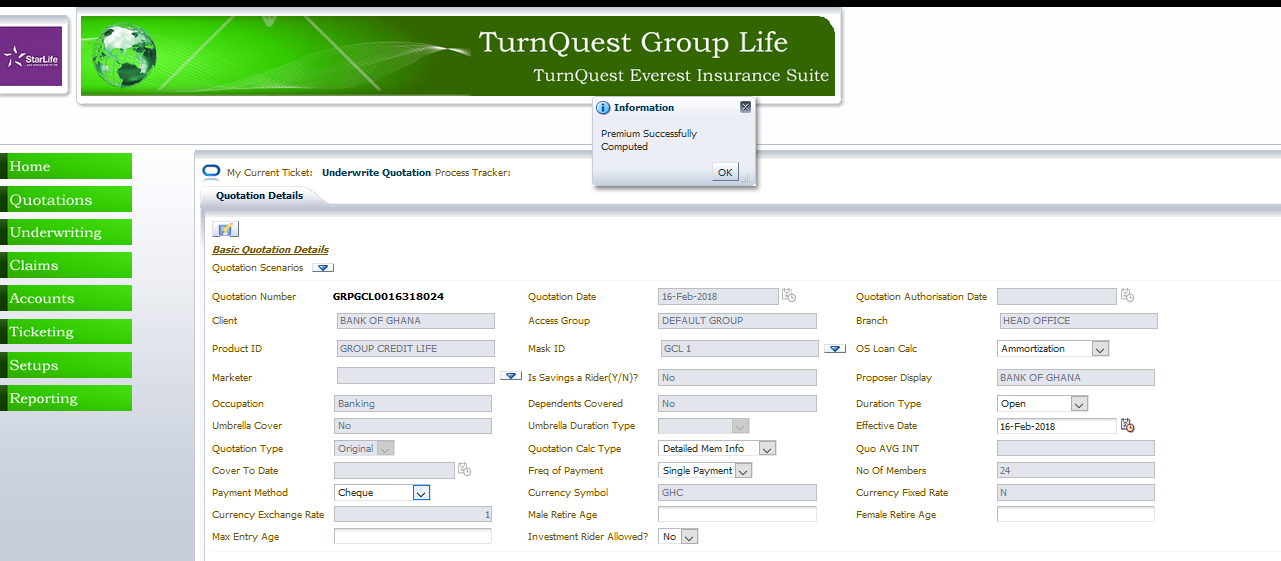 StarLife
TurnQuest Group Life
TurnQuest Everest Insurance Suite
Information
Premium Successfully
Computed
OK
Home
Quotations
Underwriting
Claims
Accounts
Ticketing
Setups
Reporting
My Current Ticket: Underwrite Quotation Process Tracker:
Quotation Details
Basic Quotation Details
Quotation Scenarios
Quotation Number GRPGCL0016318024 Quotation Date 16-Feb-2018 Quotation Authorisation Date
Client BANK OF GHANA Access Group DEFAULT GROUP Branch HEAD OFFICE
Product ID GROUP CREDIT LIFE Mask ID GCL 1 OS Loan Calc Ammortization
Marketer Is Savings a Rider(Y/N)? No Proposer Display BANK OF GHANA
Occupation Banking Dependents Covered No Duration Type Open
Umbrella Cover No Umbrella Duration Type Effective Date 16-Feb-2018
Quotation Type Original Quotation Calc Type Detailed Mem Info Quo AVG INT
Cover To Date Freq of Payment Single Payment No Of Members 24
Payment Method Cheque Currency Symbol GHC Currency Fixed Rate N
Currency Exchange Rate 1 Male Retire Age Female Retire Age
Max Entry Age Investment Rider Allowed? No